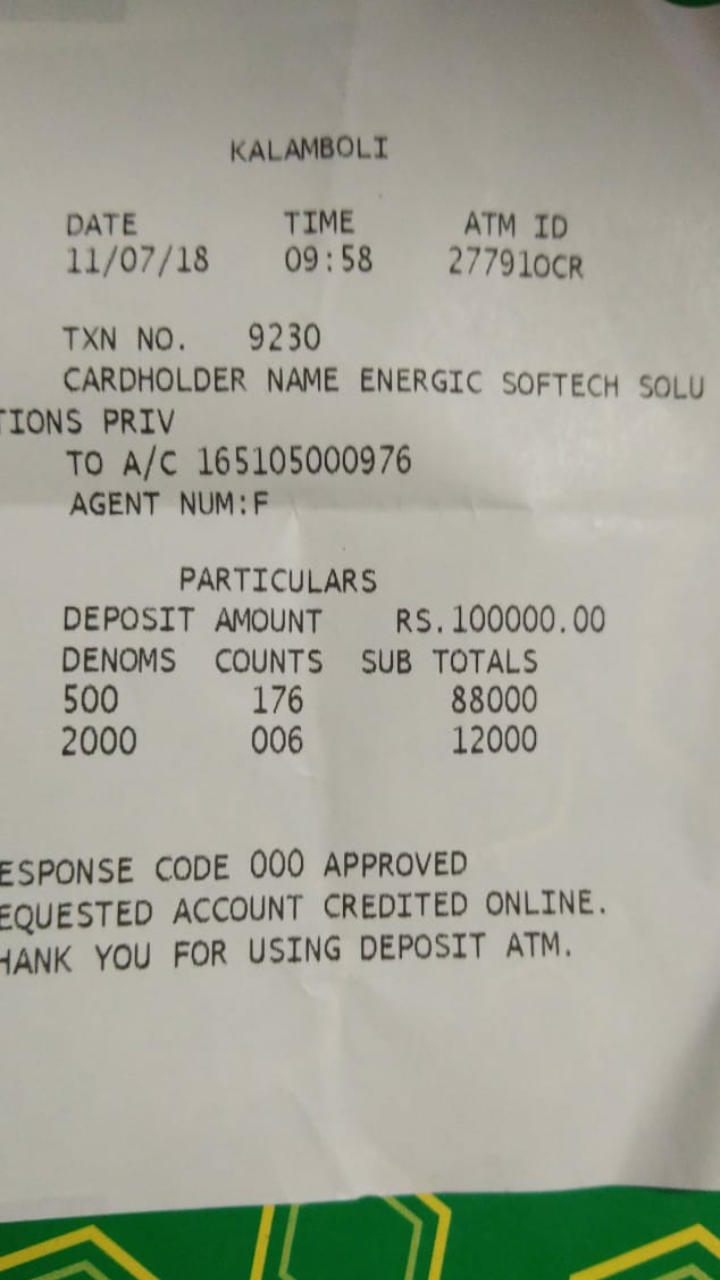 KALAMBOLI
DATE TIME ATM ID
11/07/18 09:58 277910CR
TXN NO. 9230
CARDHOLDER NAME ENERGIC SOFTECH SOLU
TIONS PRIV
TO A/C 165105000976
AGENT NUM:F
PARTICULARS
DEPOSIT AMOUNT RS.100000.00
DENOMS COUNTS SUB TOTALS
500 176 88000
2000 006 12000
ESPONSE CODE 000 APPROVED
EQUESTED ACCOUNT CREDITED ONLINE.
HANK YOU FOR USING DEPOSIT ATM.